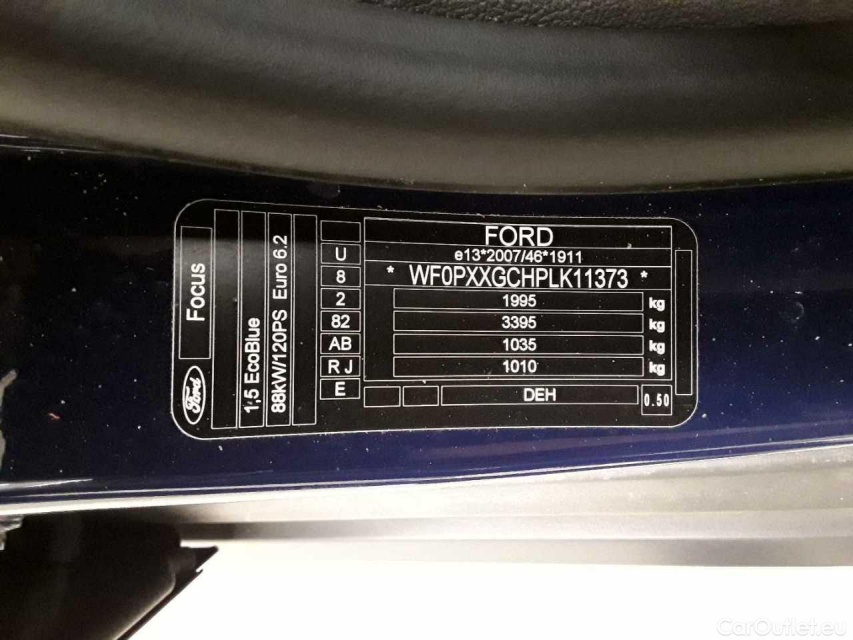 FORD
e13*2007/46*1911
* WF0PXXGCHPLK11373 *
1995 kg
3395 kg
1035 kg
1010 kg
DEH
0.50
U
8
2
82
AB
R J
E
Focus
Ford
1,5 EcoBlue
88kW/120PS Euro 6.2
CarOutlet.eu